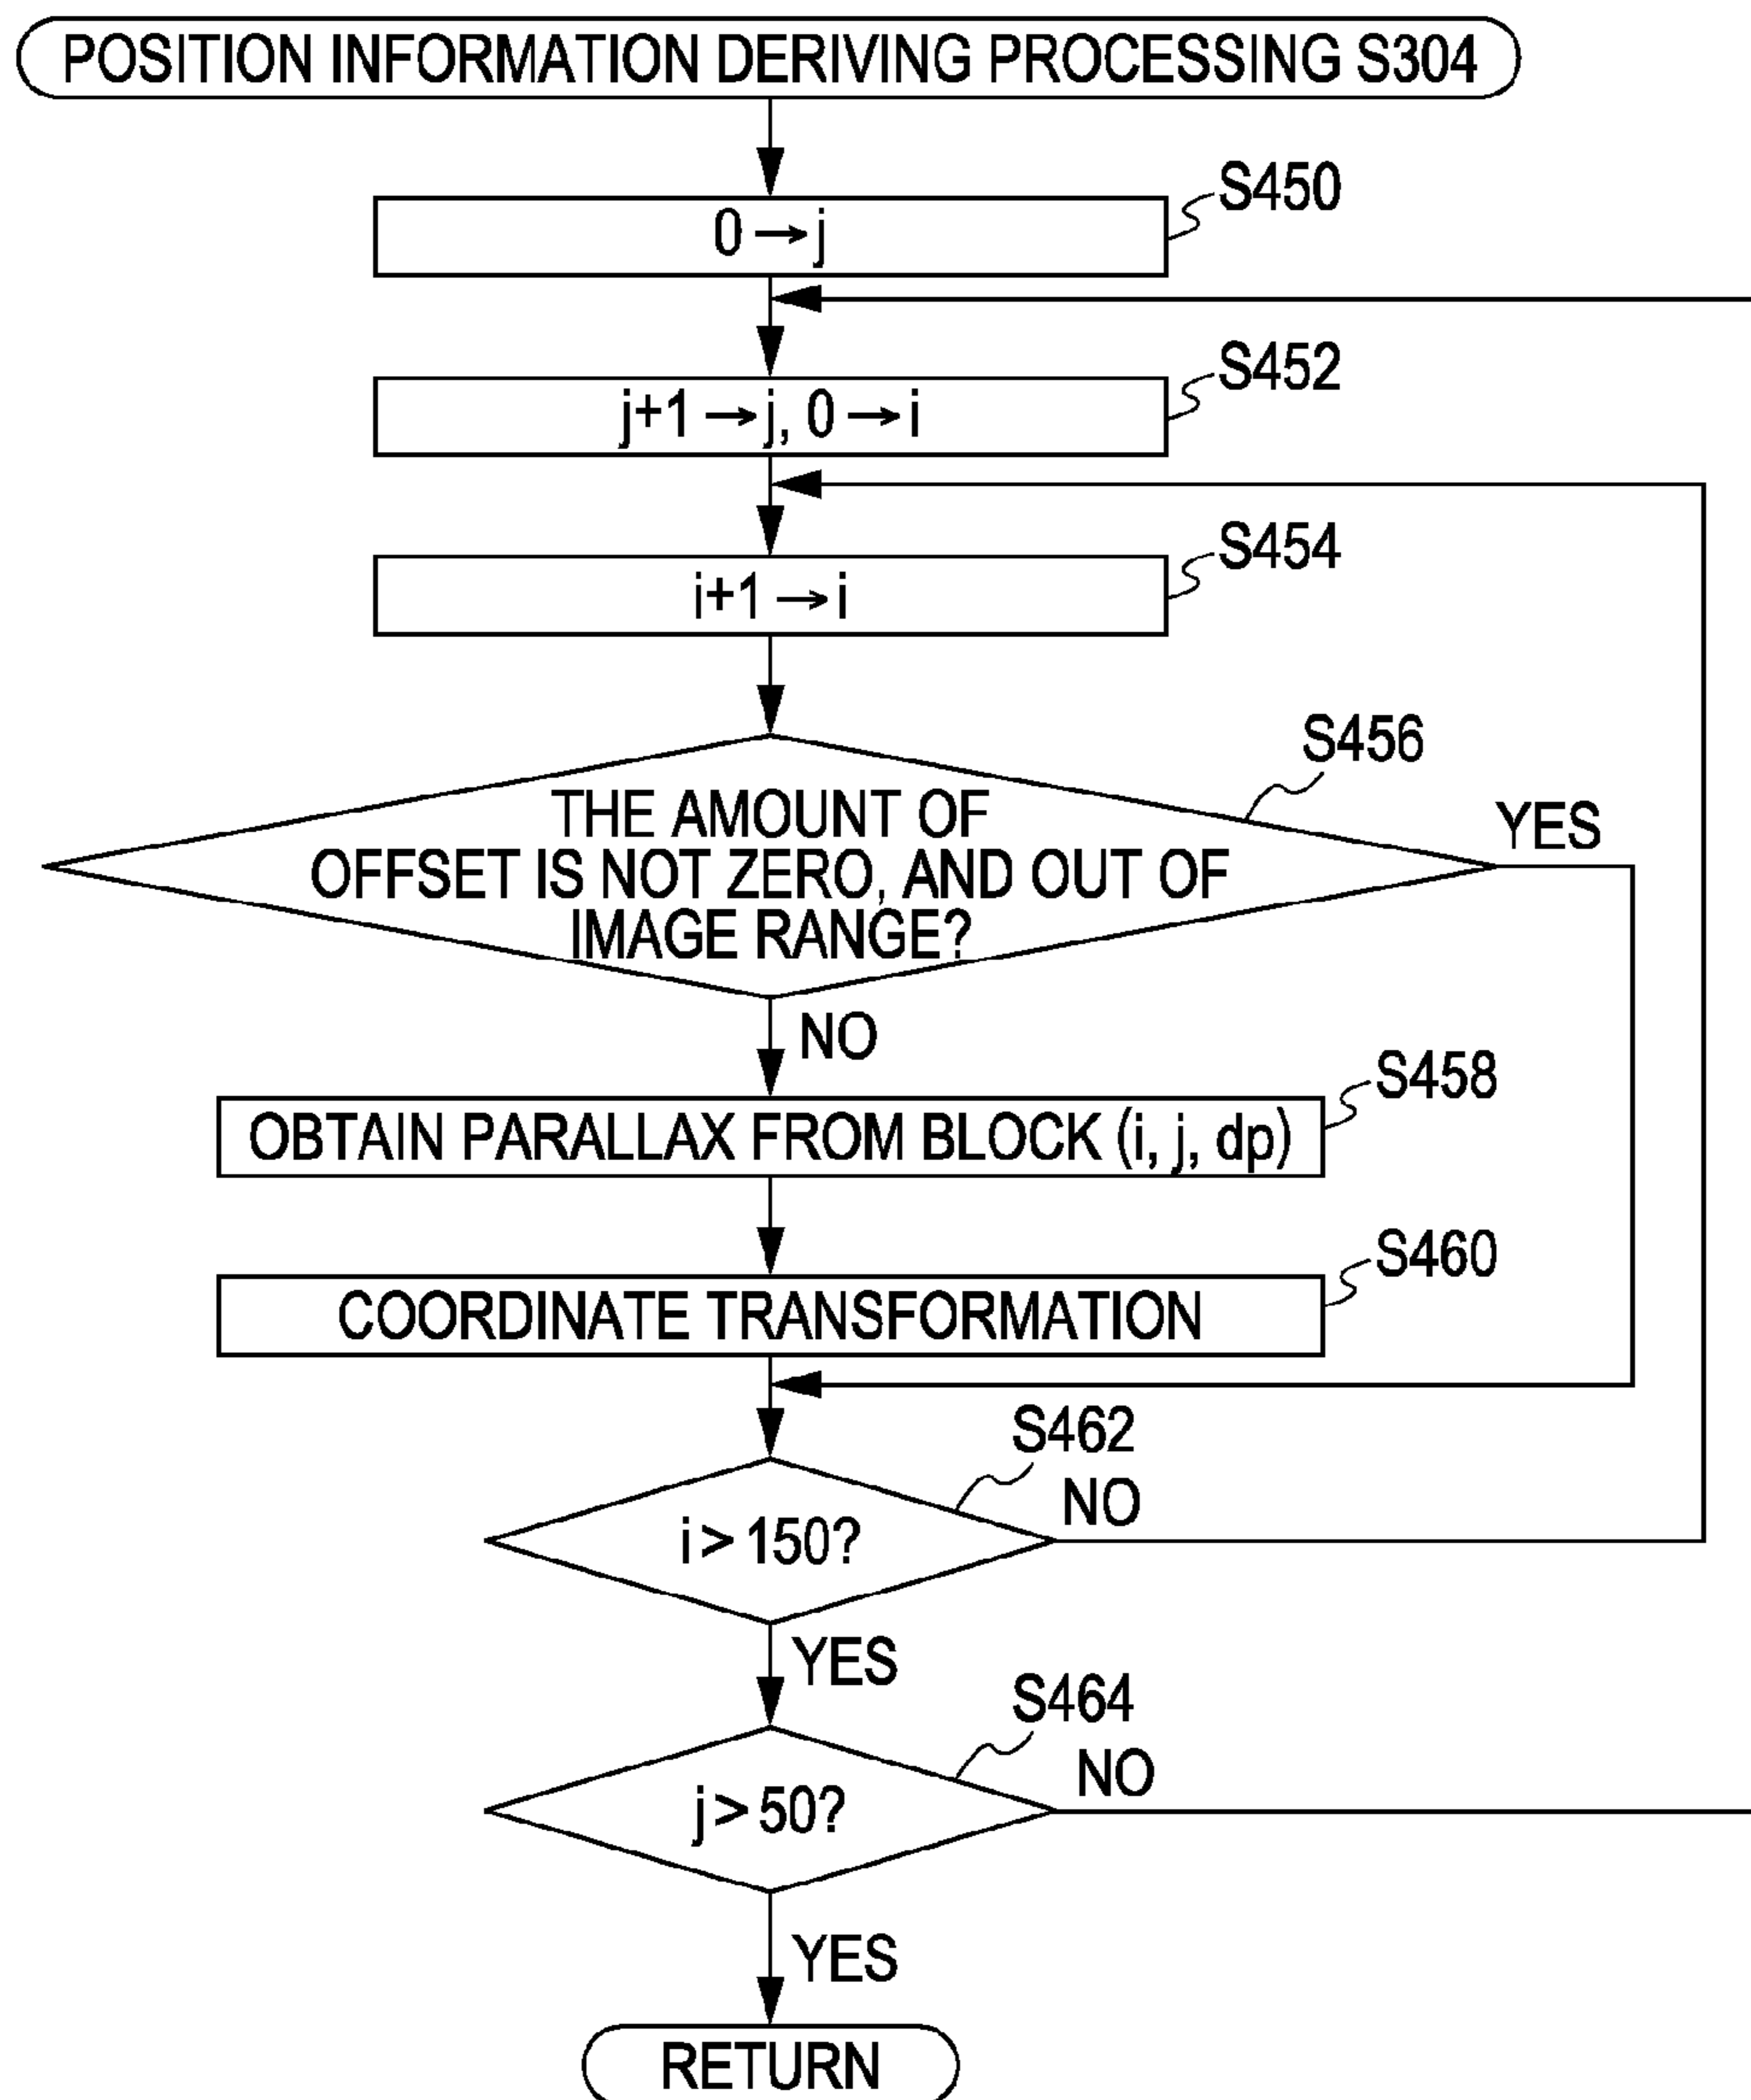 POSITION INFORMATION DERIVING PROCESSING S304
S450
0→j
S452
j+1→j, 0→i
S454
i+1→i
S456
THE AMOUNT OF
OFFSET IS NOT ZERO, AND OUT OF
IMAGE RANGE?
YES
NO
S458
OBTAIN PARALLAX FROM BLOCK (i, j, dp)
S460
COORDINATE TRANSFORMATION
S462
i > 150?
NO
YES
S464
j > 50?
NO
YES
RETURN